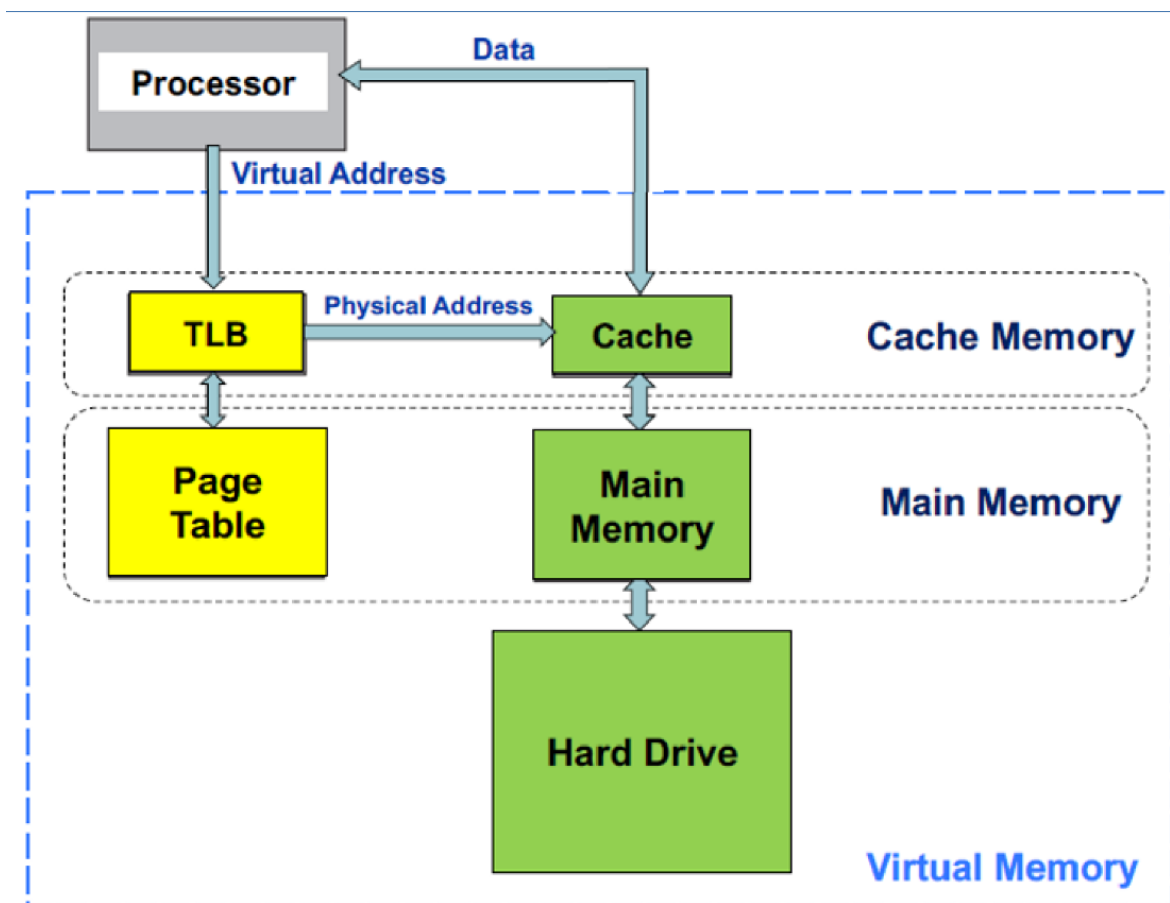 Data
Processor
Virtual Address
Physical Address
TLB
Cache
Cache Memory
Page
Table
Main
Memory
Main Memory
Hard Drive
Virtual Memory